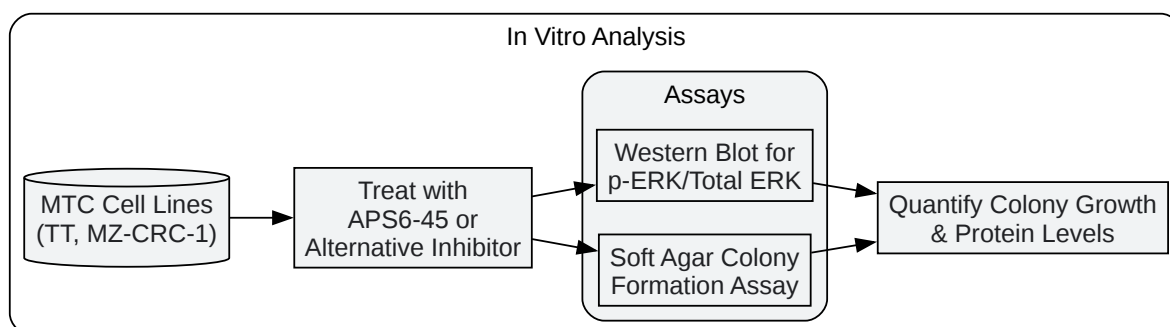 In Vitro Analysis
Assays
MTC Cell Lines
(TT, MZ-CRC-1)
Treat with
APS6-45 or
Alternative Inhibitor
Western Blot for
p-ERK/Total ERK
Soft Agar Colony
Formation Assay
Quantify Colony Growth
& Protein Levels